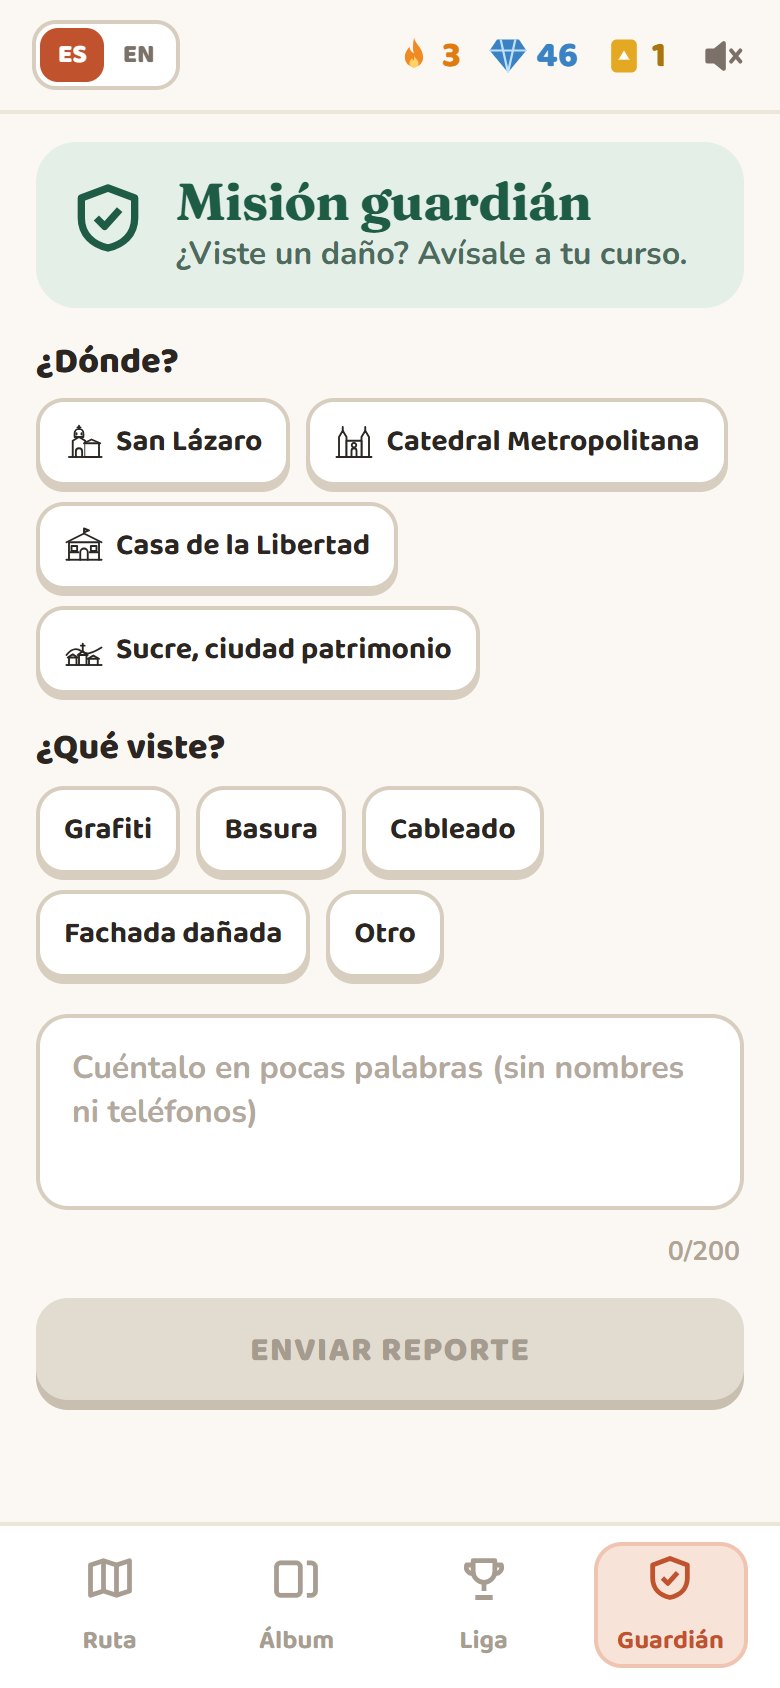 ES EN 3 46 1
Misión guardián
¿Viste un daño? Avísale a tu curso.
¿Dónde?
San Lázaro Catedral Metropolitana
Casa de la Libertad
Sucre, ciudad patrimonio
¿Qué viste?
Grafiti Basura Cableado
Fachada dañada Otro
Cuéntalo en pocas palabras (sin nombres
ni teléfonos)
0/200
ENVIAR REPORTE
Ruta Álbum Liga Guardián